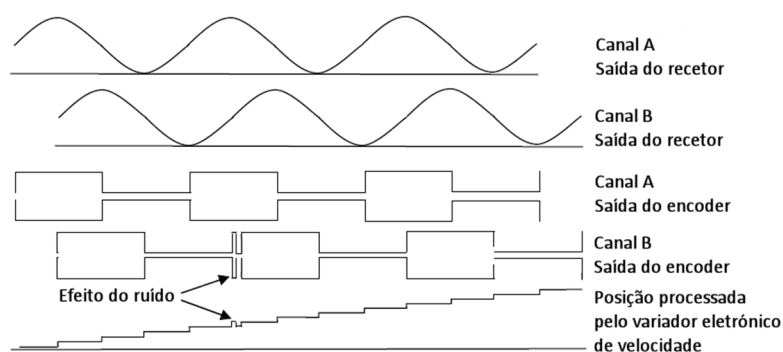 Canal A
Saída do recetor
Canal B
Saída do recetor
Canal A
Saída do encoder
Canal B
Saída do encoder
Efeito do ruído
Posição processada
pelo variador eletrónico
de velocidade